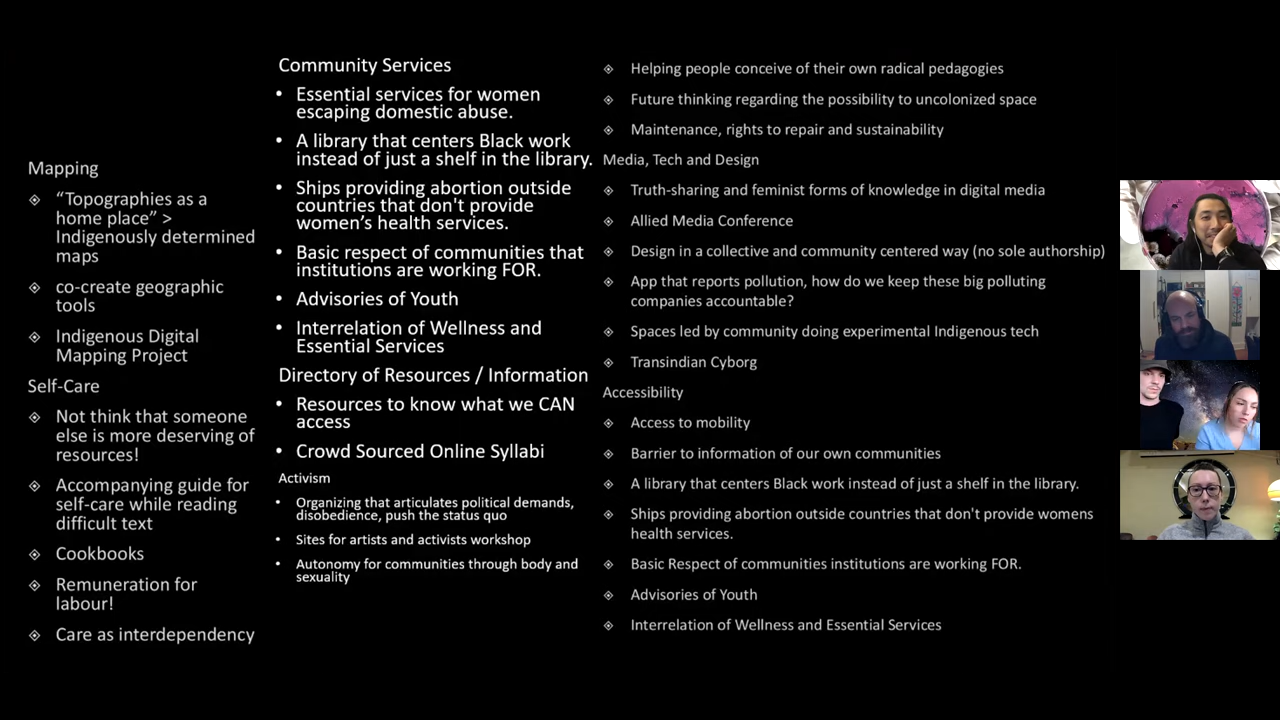 Mapping
“Topographies as a
home place” >
Indigenously determined
maps
co-create geographic
tools
Indigenous Digital
Mapping Project
Self-Care
Not think that someone
else is more deserving of
resources!
Accompanying guide for
self-care while reading
difficult text
Cookbooks
Remuneration for
labour!
Care as interdependency
Community Services
Essential services for women
escaping domestic abuse.
A library that centers Black work
instead of just a shelf in the library.
Ships providing abortion outside
countries that don't provide
women’s health services.
Basic respect of communities that
institutions are working FOR.
Advisories of Youth
Interrelation of Wellness and
Essential Services
Directory of Resources / Information
Resources to know what we CAN
access
Crowd Sourced Online Syllabi
Activism
Organizing that articulates political demands,
disobedience, push the status quo
Sites for artists and activists workshop
Autonomy for communities through body and
sexuality
Helping people conceive of their own radical pedagogies
Future thinking regarding the possibility to uncolonized space
Maintenance, rights to repair and sustainability
Media, Tech and Design
Truth-sharing and feminist forms of knowledge in digital media
Allied Media Conference
Design in a collective and community centered way (no sole authorship)
App that reports pollution, how do we keep these big polluting
companies accountable?
Spaces led by community doing experimental Indigenous tech
Transindian Cyborg
Accessibility
Access to mobility
Barrier to information of our own communities
A library that centers Black work instead of just a shelf in the library.
Ships providing abortion outside countries that don't provide womens
health services.
Basic Respect of communities institutions are working FOR.
Advisories of Youth
Interrelation of Wellness and Essential Services